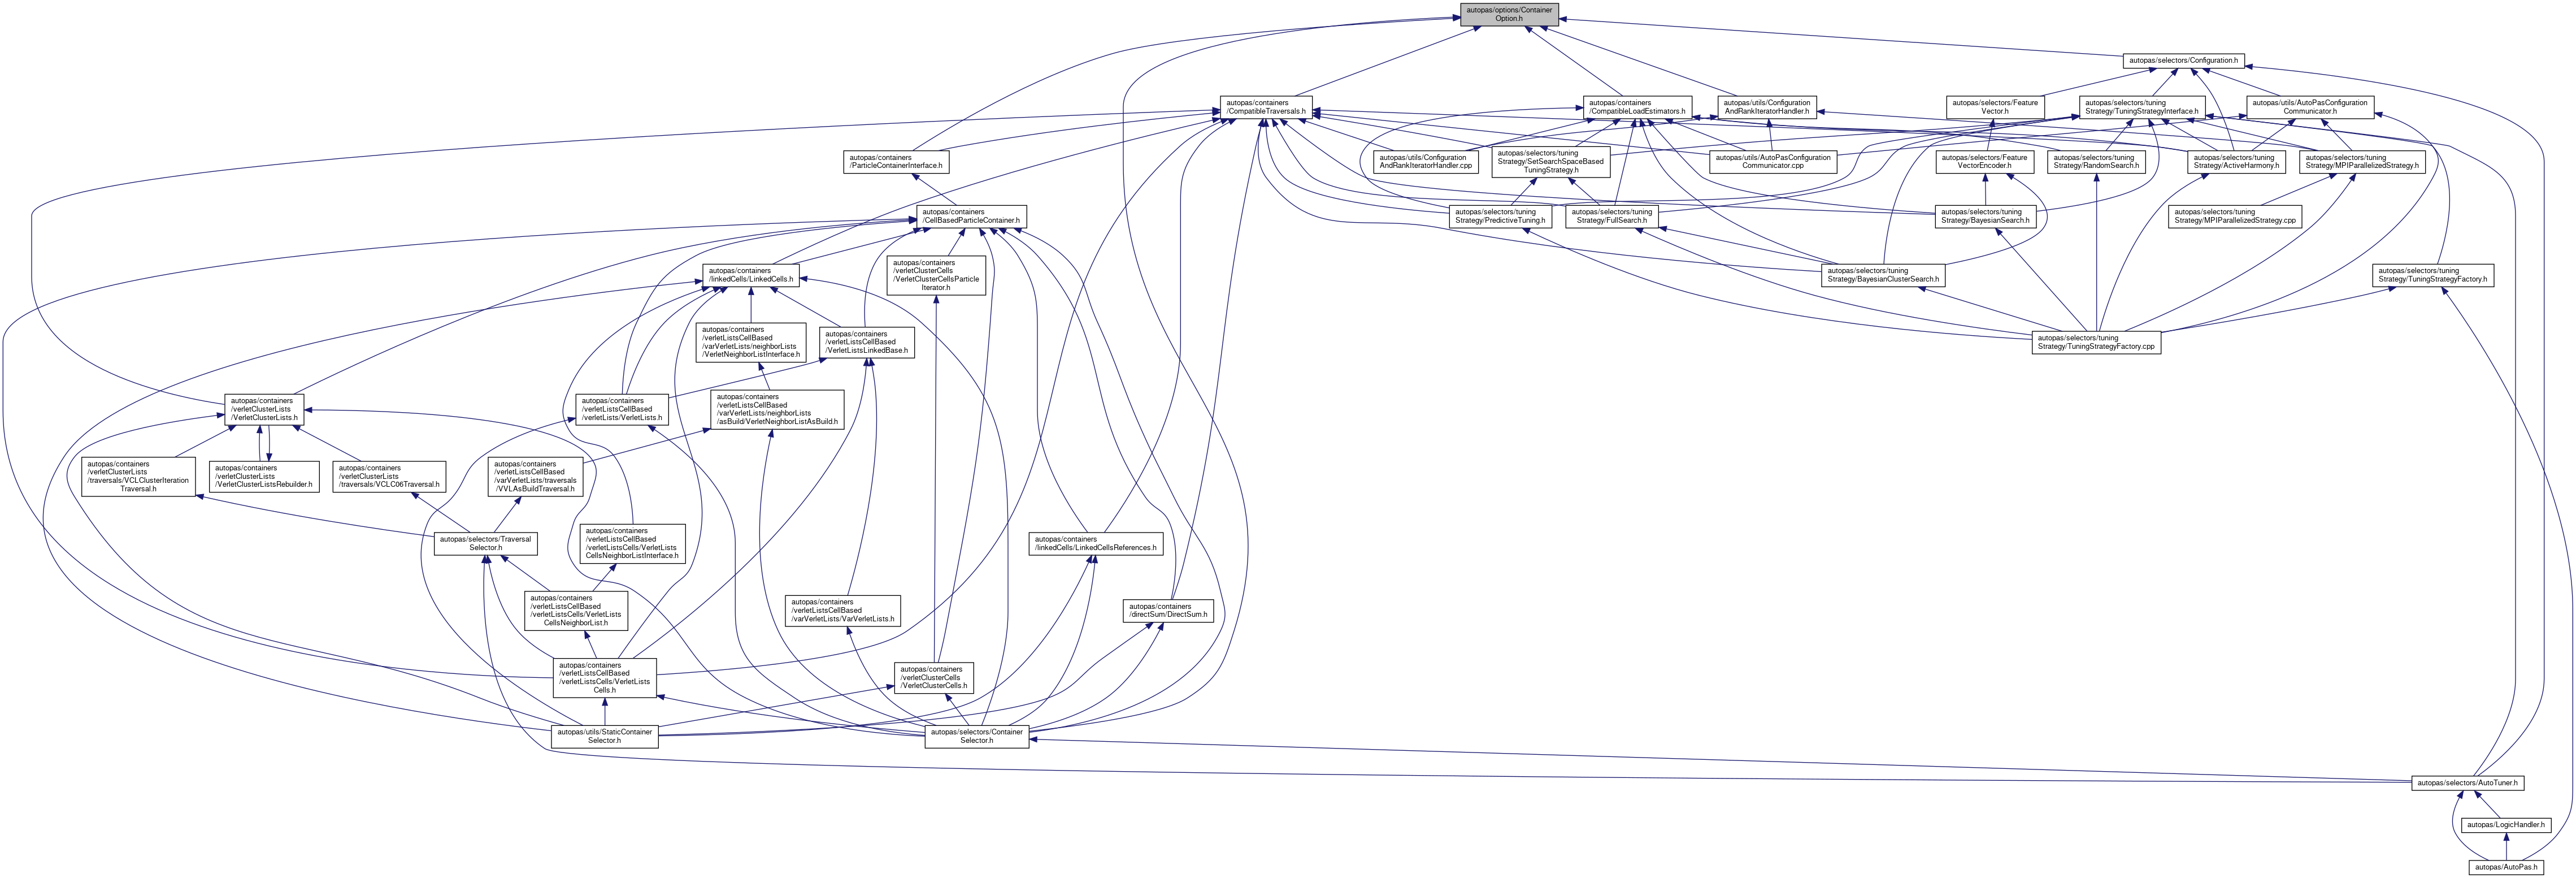 autopas/options/Container
Option.h
autopas/selectors/Configuration.h
autopas/containers
/CompatibleTraversals.h
autopas/containers
/CompatibleLoadEstimators.h
autopas/utils/Configuration
AndRankIteratorHandler.h
autopas/selectors/Feature
Vector.h
autopas/selectors/tuning
Strategy/TuningStrategyInterface.h
autopas/utils/AutoPasConfiguration
Communicator.h
autopas/containers
/ParticleContainerInterface.h
autopas/utils/Configuration
AndRankIteratorHandler.cpp
autopas/selectors/tuning
Strategy/SetSearchSpaceBased
TuningStrategy.h
autopas/utils/AutoPasConfiguration
Communicator.cpp
autopas/selectors/Feature
VectorEncoder.h
autopas/selectors/tuning
Strategy/RandomSearch.h
autopas/selectors/tuning
Strategy/ActiveHarmony.h
autopas/selectors/tuning
Strategy/MPIParallelizedStrategy.h
autopas/containers
/CellBasedParticleContainer.h
autopas/selectors/tuning
Strategy/PredictiveTuning.h
autopas/selectors/tuning
Strategy/FullSearch.h
autopas/selectors/tuning
Strategy/BayesianSearch.h
autopas/selectors/tuning
Strategy/MPIParallelizedStrategy.cpp
autopas/containers
/linkedCells/LinkedCells.h
autopas/containers
/verletClusterCells
/VerletClusterCellsParticle
Iterator.h
autopas/selectors/tuning
Strategy/BayesianClusterSearch.h
autopas/selectors/tuning
Strategy/TuningStrategyFactory.h
autopas/containers
/verletListsCellBased
/varVerletLists/neighborLists
/VerletNeighborListInterface.h
autopas/containers
/verletListsCellBased
/VerletListsLinkedBase.h
autopas/selectors/tuning
Strategy/TuningStrategyFactory.cpp
autopas/containers
/verletClusterLists
/VerletClusterLists.h
autopas/containers
/verletListsCellBased
/verletLists/VerletLists.h
autopas/containers
/verletListsCellBased
/varVerletLists/neighborLists
/asBuild/VerletNeighborListAsBuild.h
autopas/containers
/verletClusterLists
/traversals/VCLClusterIteration
Traversal.h
autopas/containers
/verletClusterLists
/VerletClusterListsRebuilder.h
autopas/containers
/verletClusterLists
/traversals/VCLC06Traversal.h
autopas/containers
/verletListsCellBased
/varVerletLists/traversals
/VVLAsBuildTraversal.h
autopas/selectors/Traversal
Selector.h
autopas/containers
/verletListsCellBased
/verletListsCells/VerletLists
CellsNeighborListInterface.h
autopas/containers
/linkedCells/LinkedCellsReferences.h
autopas/containers
/verletListsCellBased
/verletListsCells/VerletLists
CellsNeighborList.h
autopas/containers
/verletListsCellBased
/varVerletLists/VarVerletLists.h
autopas/containers
/directSum/DirectSum.h
autopas/containers
/verletListsCellBased
/verletListsCells/VerletLists
Cells.h
autopas/containers
/verletClusterCells
/VerletClusterCells.h
autopas/utils/StaticContainer
Selector.h
autopas/selectors/Container
Selector.h
autopas/selectors/AutoTuner.h
autopas/LogicHandler.h
autopas/AutoPas.h